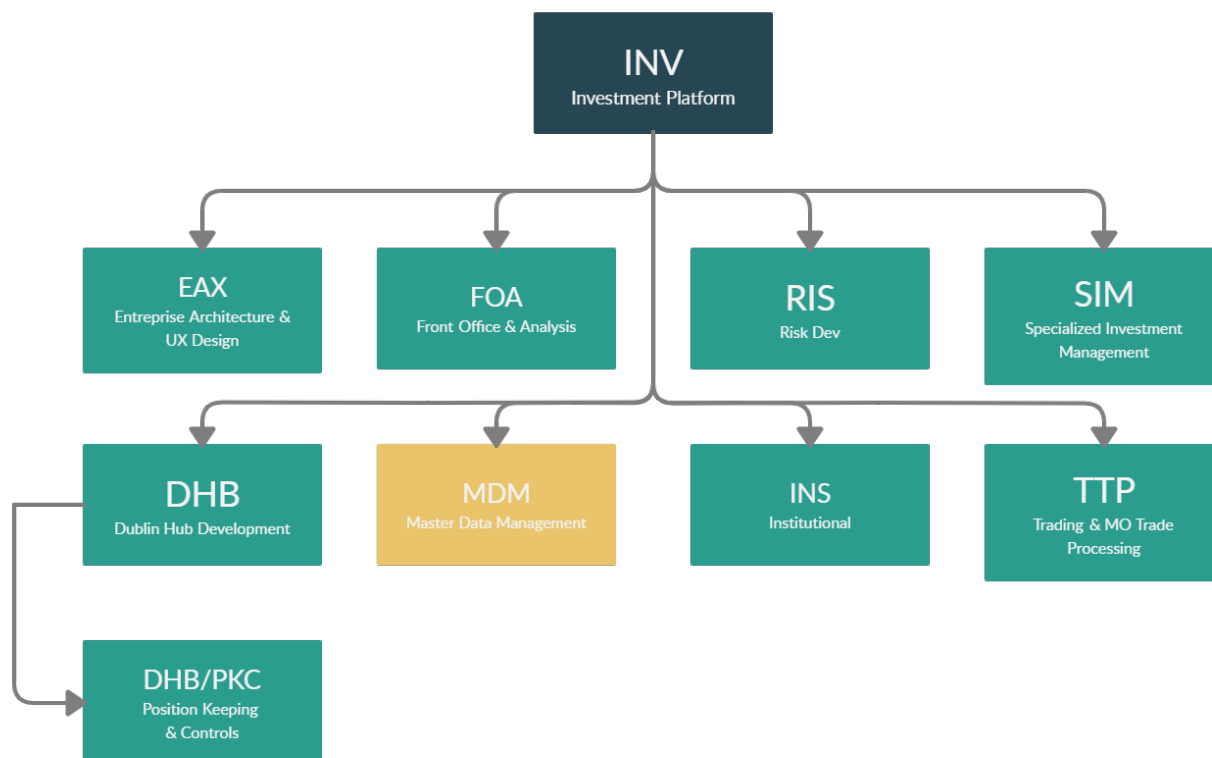 INV
Investment Platform
EAX
Entreprise Architecture &
UX Design
FOA
Front Office & Analysis
RIS
Risk Dev
SIM
Specialized Investment
Management
DHB
Dublin Hub Development
MDM
Master Data Management
INS
Institutional
TTP
Trading & MO Trade
Processing
DHB/PKC
Position Keeping
& Controls